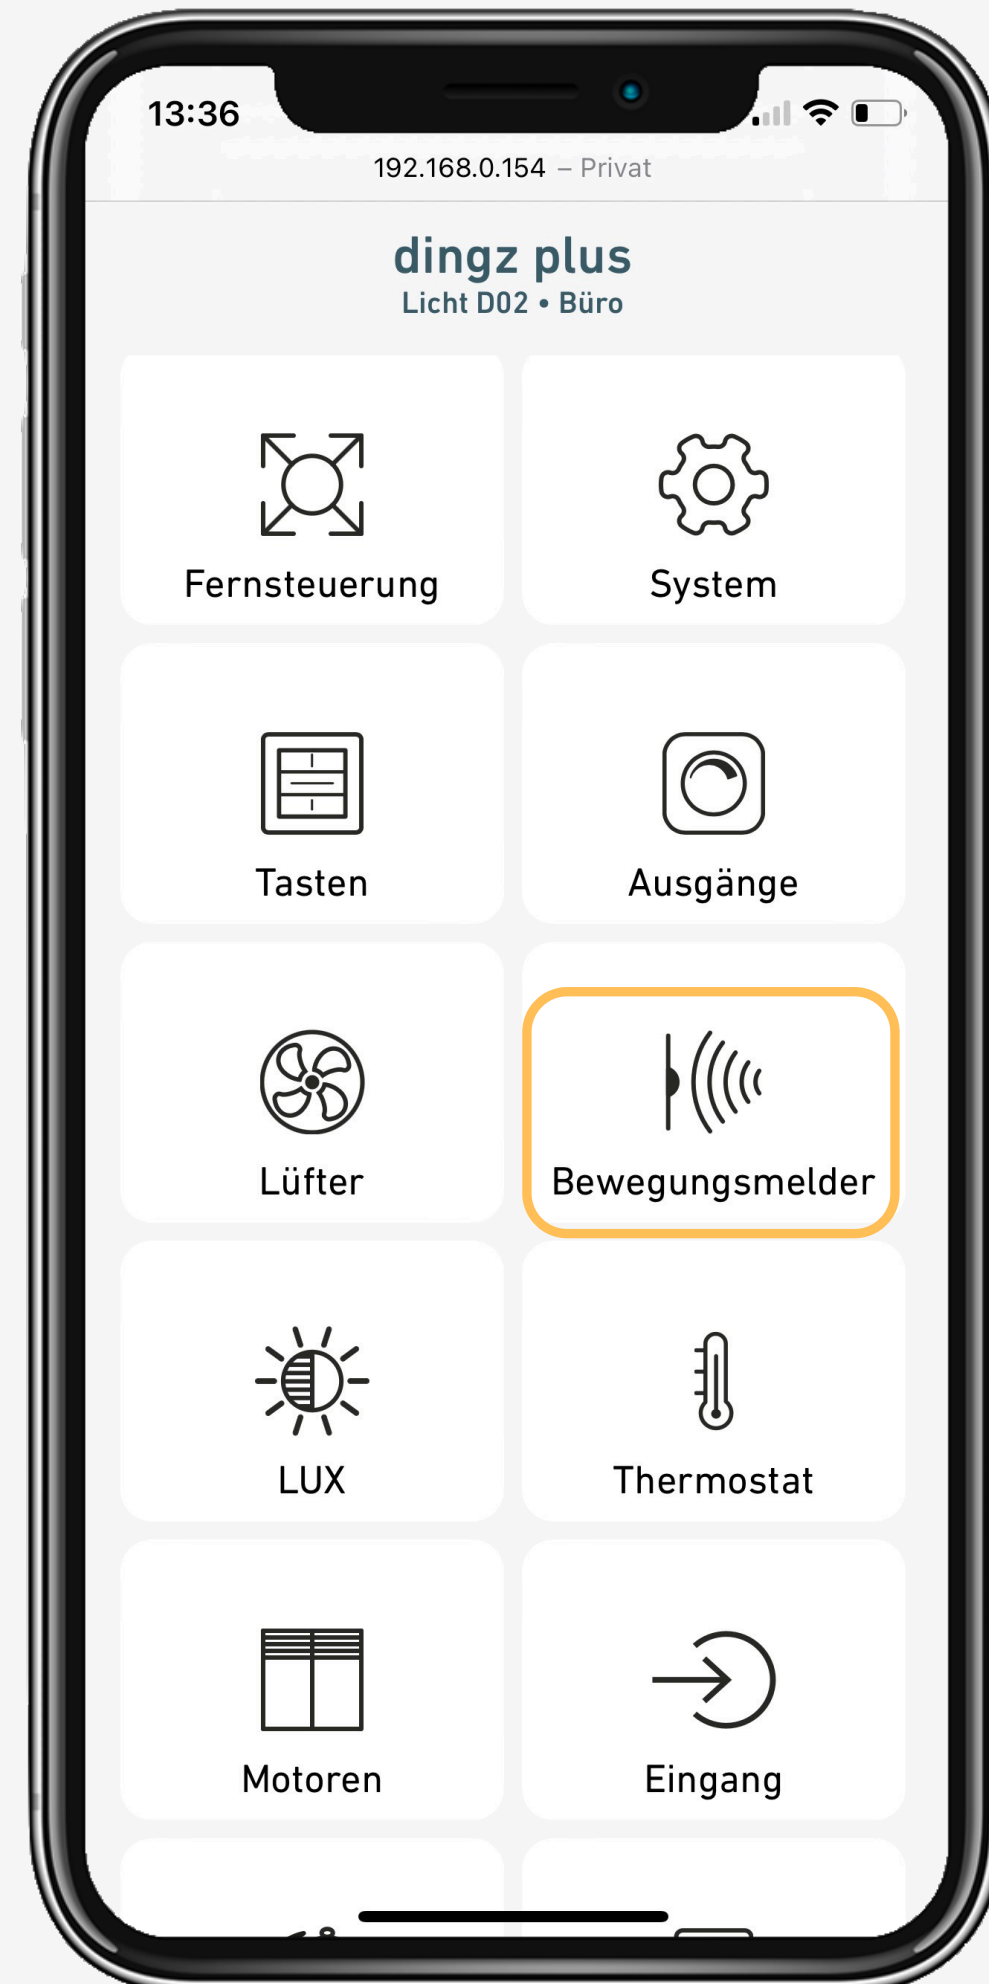 13:36
192.168.0.154 – Privat
dingz plus
Licht D02 • Büro
Fernsteuerung
System
Tasten
Ausgänge
Lüfter
Bewegungsmelder
LUX
Thermostat
Motoren
Eingang